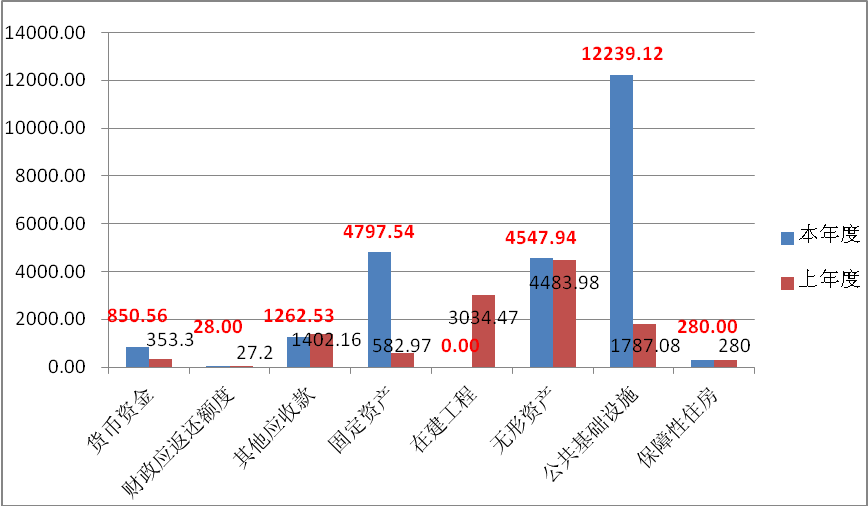 14000.00
12000.00
10000.00
8000.00
6000.00
4000.00
2000.00
0.00
850.56
353.3
28.00
27.2
1262.53
1402.16
4797.54
582.97
0.00
3034.47
4547.94
4483.98
12239.12
1787.08
280.00
280
货币资金
财政应返还额度
其他应收款
固定资产
在建工程
无形资产
公共基础设施
保障性住房
本年度
上年度